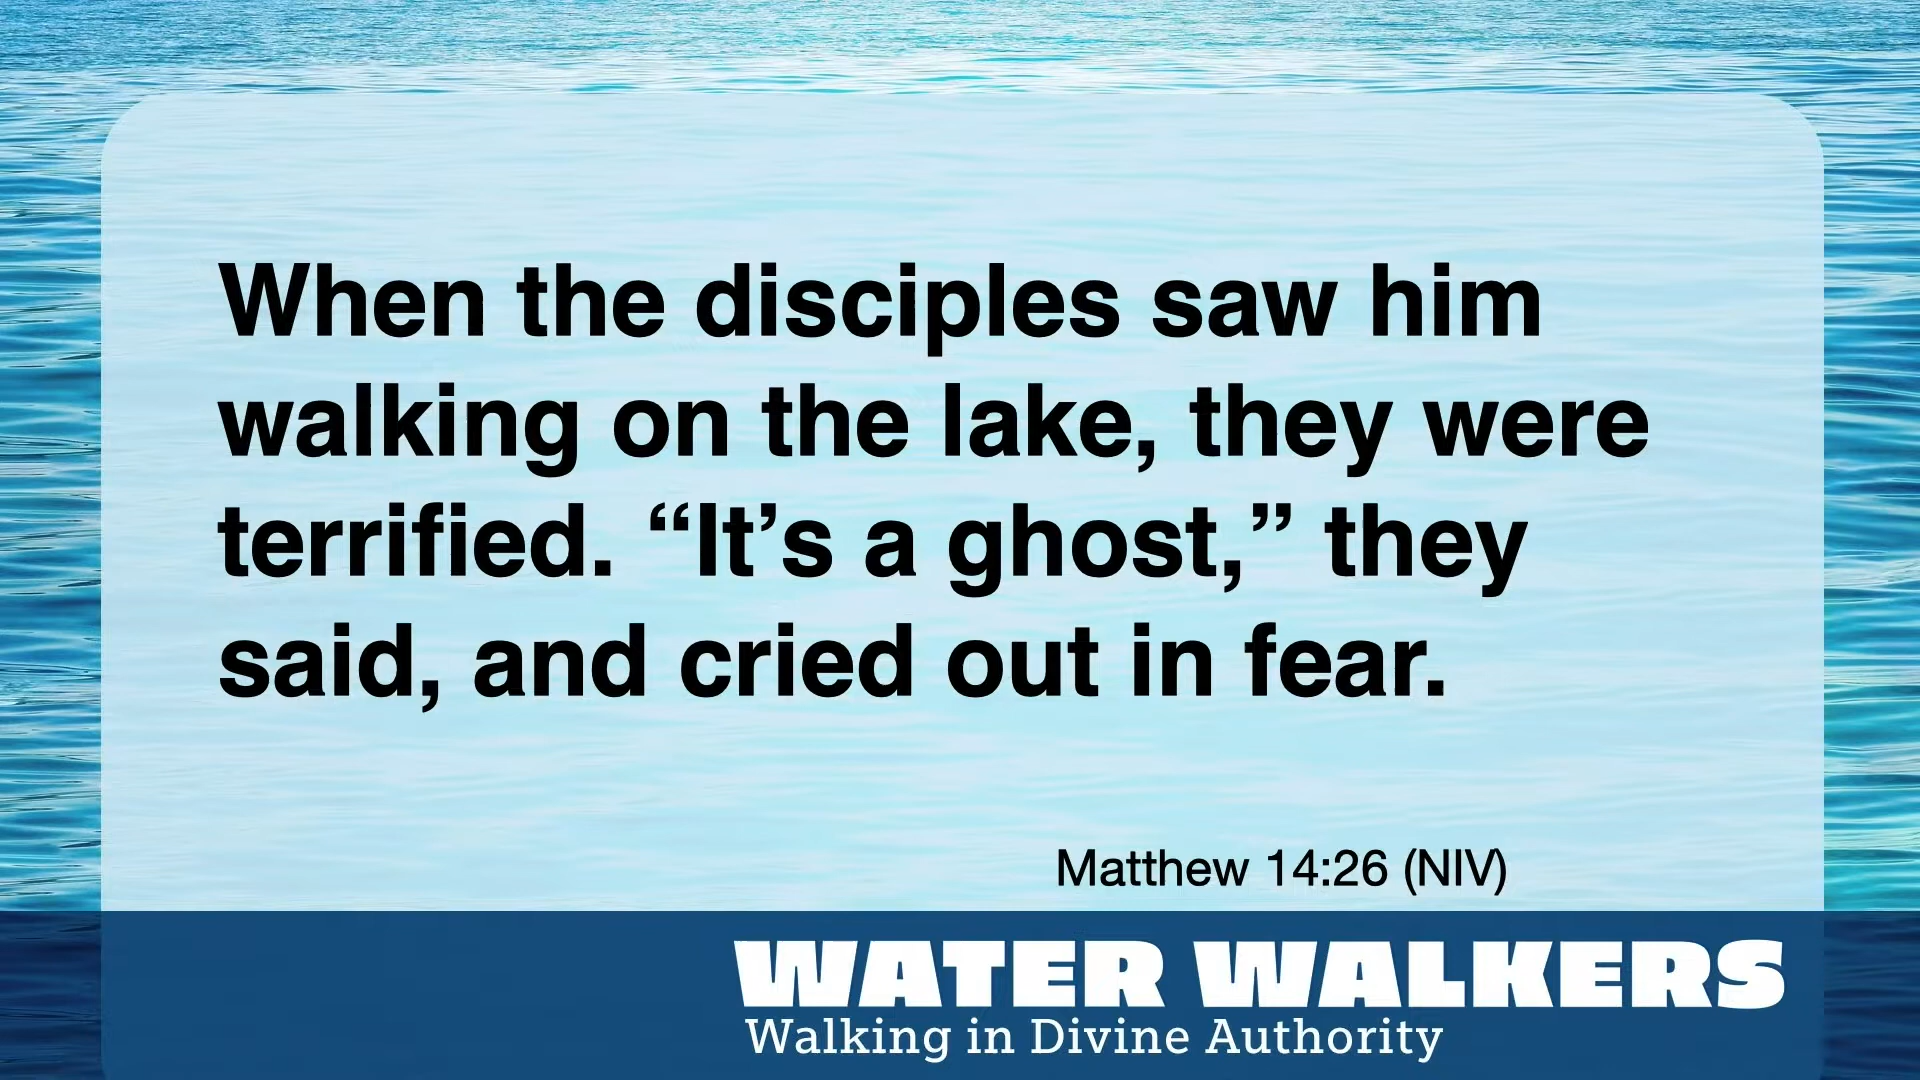 When the disciples saw him
walking on the lake, they were
terrified. “It’s a ghost,” they
said, and cried out in fear.
Matthew 14:26 (NIV)
WATER WALKERS
Walking in Divine Authority